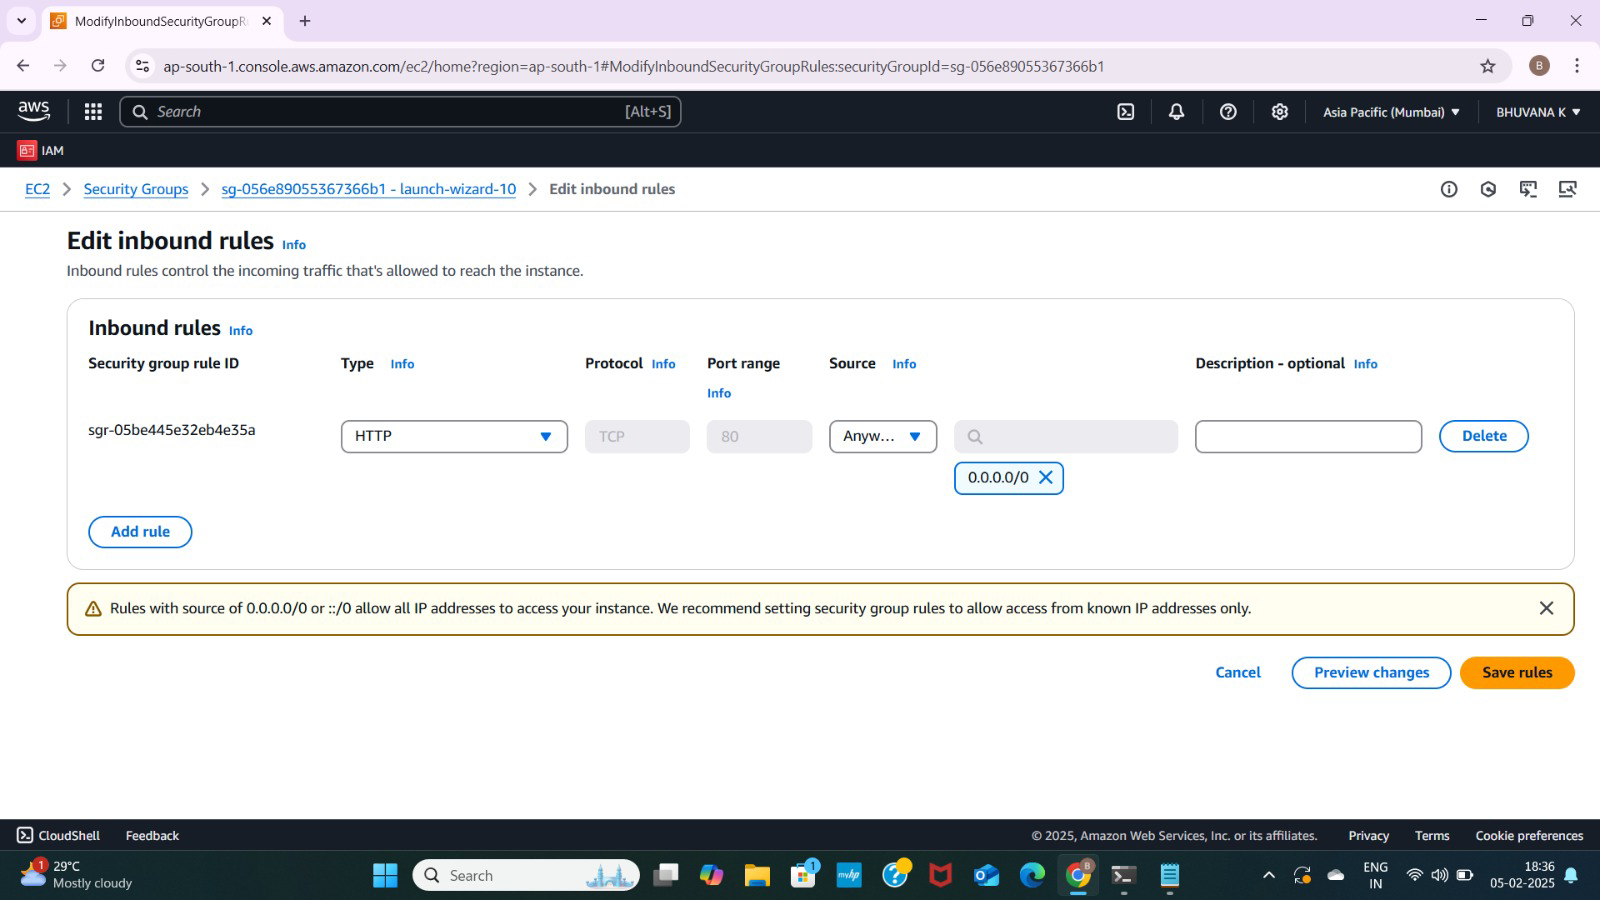 ModifyInboundSecurityGroupR
ap-south-1.console.aws.amazon.com/ec2/home?region=ap-south-1#ModifyInboundSecurityGroupRules:securityGroupId=sg-056e89055367366b1
B
aws
Search
[Alt+S]
Asia Pacific (Mumbai)
BHUVANA K
IAM
EC2 > Security Groups > sg-056e89055367366b1 - launch-wizard-10 > Edit inbound rules
Edit inbound rules Info
Inbound rules control the incoming traffic that's allowed to reach the instance.
Inbound rules Info
Security group rule ID Type Info Protocol Info Port range Source Info Description - optional Info
Info
sgr-05be445e32eb4e35a HTTP TCP 80 Anyw... Delete
0.0.0.0/0
Add rule
Rules with source of 0.0.0.0/0 or ::/0 allow all IP addresses to access your instance. We recommend setting security group rules to allow access from known IP addresses only.
Cancel Preview changes Save rules
CloudShell Feedback © 2025, Amazon Web Services, Inc. or its affiliates. Privacy Terms Cookie preferences
1
29°C
Mostly cloudy
Search
1
myhp
B
ENG
IN
18:36
05-02-2025